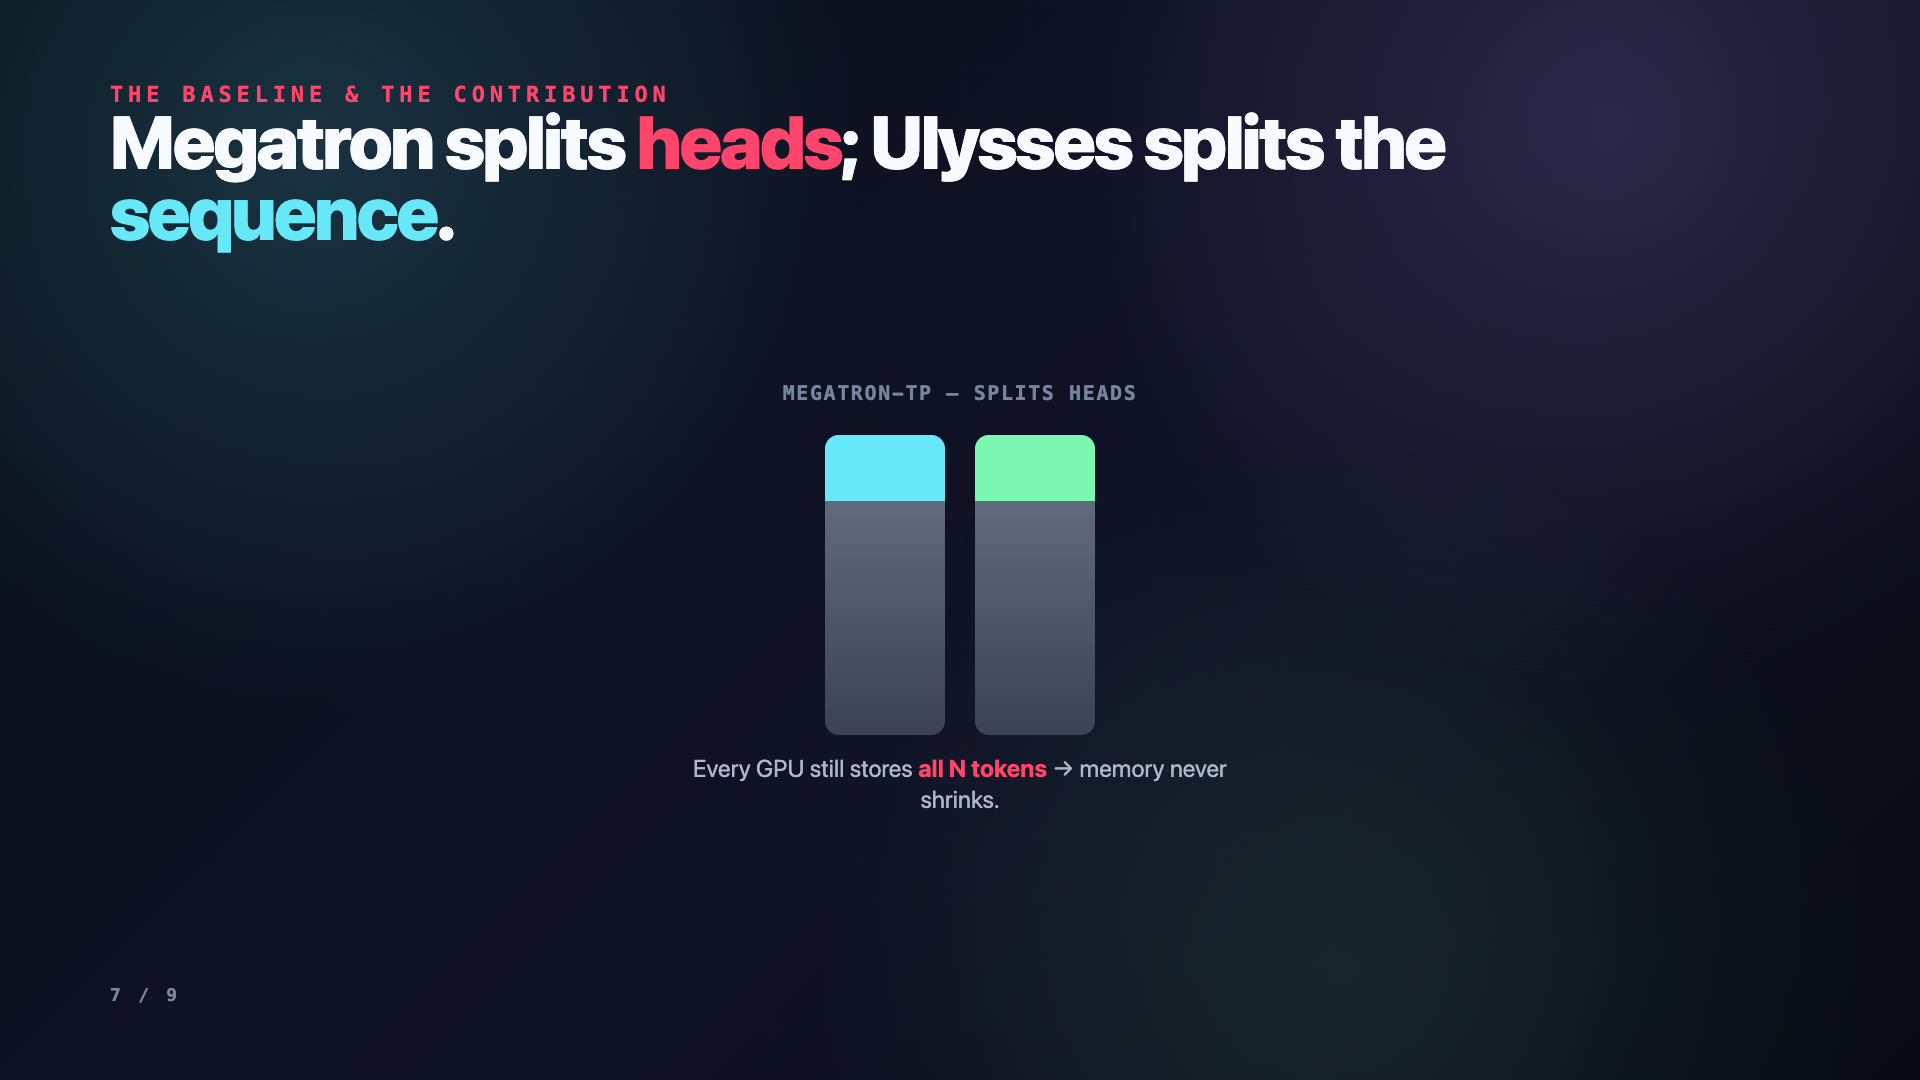 THE BASELINE & THE CONTRIBUTION
Megatron splits heads; Ulysses splits the
sequence.
MEGATRON–TP — SPLITS HEADS
Every GPU still stores all N tokens → memory never
shrinks.
7 / 9